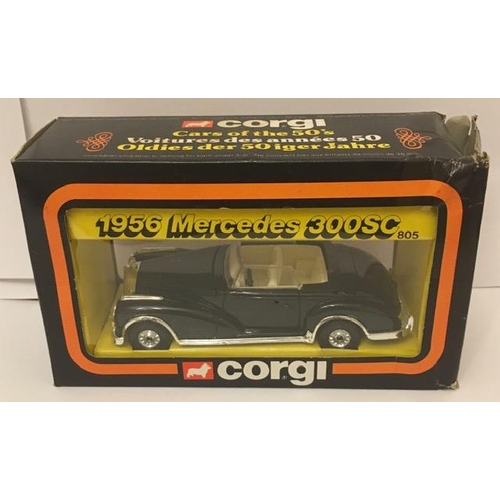 corgi
Cars of the 50's
Voitures des années 50
Oldies der 50iger Jahre
1956 Mercedes 300SC
805
corgi